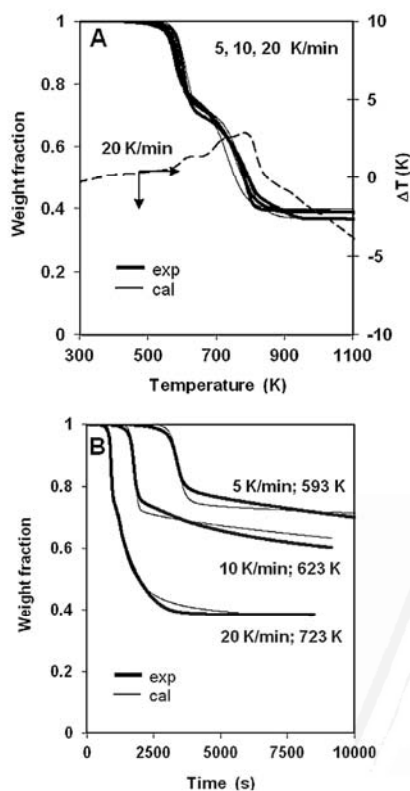 A
5, 10, 20 K/min
20 K/min
exp
cal
Weight fraction
ΔT (K)
1
0.8
0.6
0.4
0.2
0
10
5
0
-5
-10
300 500 700 900 1100
Temperature (K)
B
5 K/min; 593 K
10 K/min; 623 K
20 K/min; 723 K
exp
cal
Weight fraction
1
0.8
0.6
0.4
0.2
0
0 2500 5000 7500 10000
Time (s)